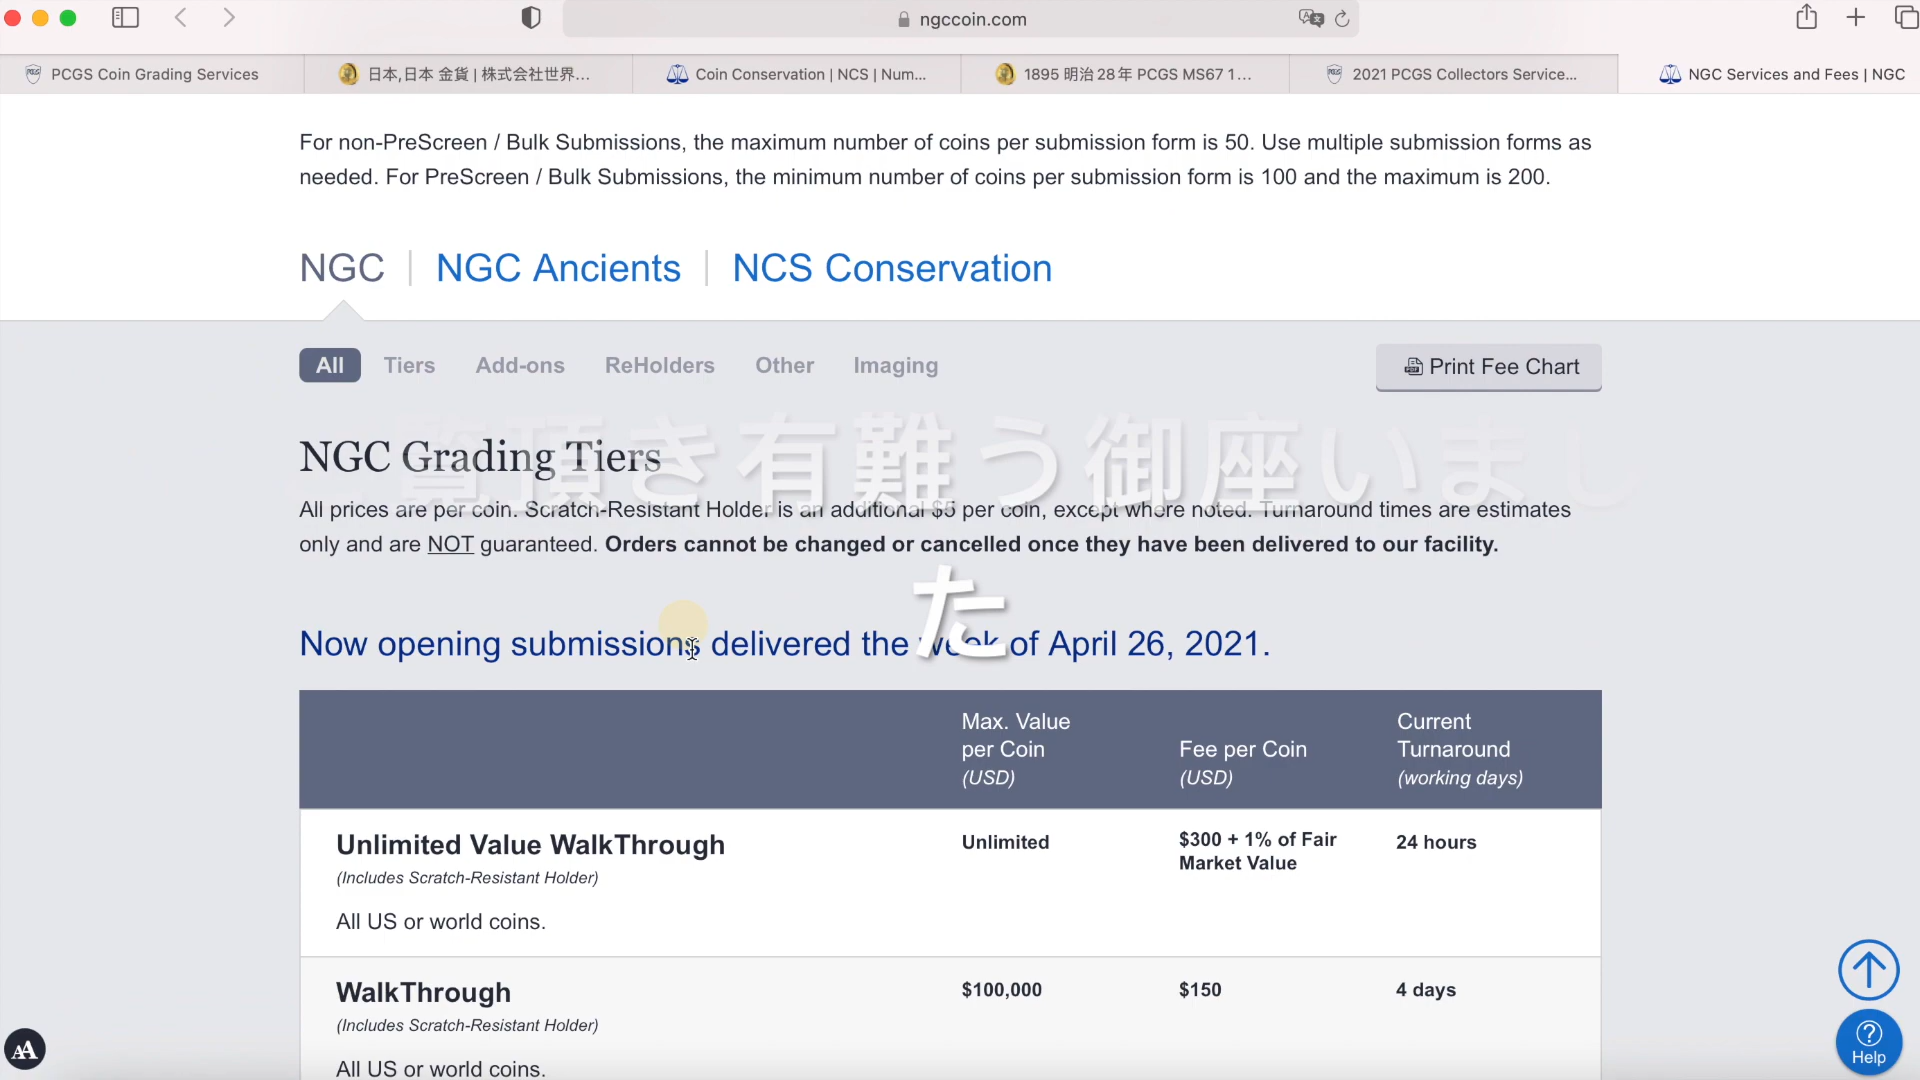 ngccoin.com
PCGS Coin Grading Services
日本,日本 金貨 | 株式会社世界...
Coin Conservation | NCS | Num...
1895 明治28年 PCGS MS67 1...
2021 PCGS Collectors Service...
NGC Services and Fees | NGC
For non-PreScreen / Bulk Submissions, the maximum number of coins per submission form is 50. Use multiple submission forms as
needed. For PreScreen / Bulk Submissions, the minimum number of coins per submission form is 100 and the maximum is 200.
NGC | NGC Ancients | NCS Conservation
All Tiers Add-ons ReHolders Other Imaging
Print Fee Chart
覧頂き有難う御座いまし
た
NGC Grading Tiers
All prices are per coin. Scratch-Resistant Holder is an additional $5 per coin, except where noted. Turnaround times are estimates
only and are NOT guaranteed. Orders cannot be changed or cancelled once they have been delivered to our facility.
Now opening submissions delivered the week of April 26, 2021.
Max. Value
per Coin
(USD)
Fee per Coin
(USD)
Current
Turnaround
(working days)
Unlimited Value WalkThrough
(Includes Scratch-Resistant Holder)
All US or world coins.
Unlimited
$300 + 1% of Fair
Market Value
24 hours
WalkThrough
(Includes Scratch-Resistant Holder)
All US or world coins.
$100,000
$150
4 days
AA
Help